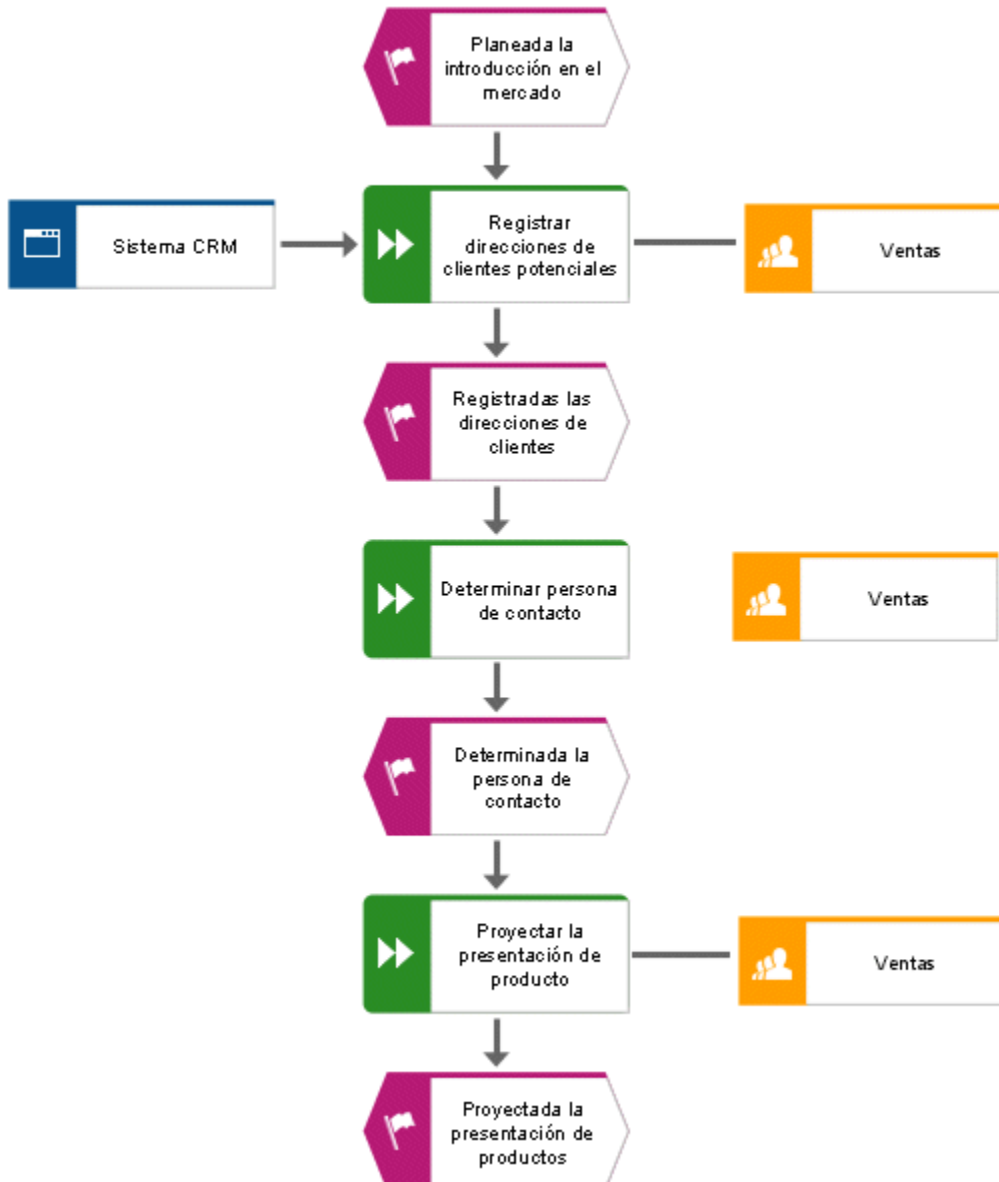 Planeada la
introducción en el
mercado
Sistema CRM
Registrar
direcciones de
clientes potenciales
Ventas
Registradas las
direcciones de
clientes
Determinar persona
de contacto
Ventas
Determinada la
persona de
contacto
Proyectar la
presentación de
producto
Ventas
Proyectada la
presentación de
productos